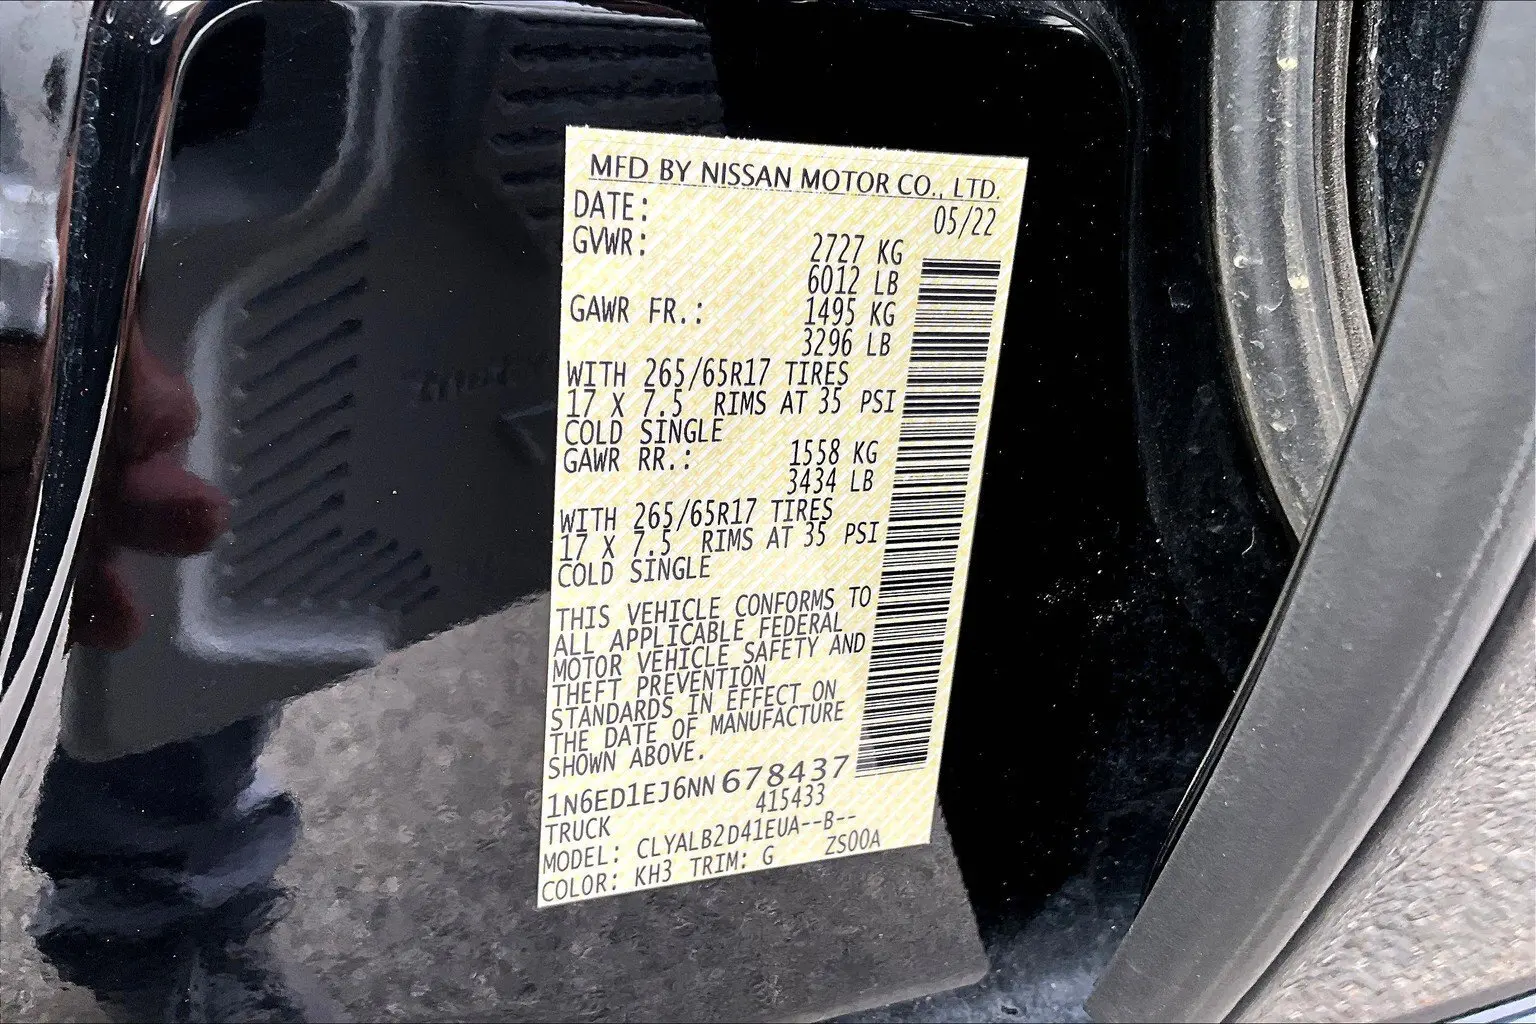 MFD BY NISSAN MOTOR CO., LTD.
DATE: 05/22
GVWR: 2727 KG
6012 LB
GAWR FR.: 1495 KG
3296 LB
WITH 265/65R17 TIRES
17 X 7.5 RIMS AT 35 PSI
COLD SINGLE
GAWR RR.: 1558 KG
3434 LB
WITH 265/65R17 TIRES
17 X 7.5 RIMS AT 35 PSI
COLD SINGLE
THIS VEHICLE CONFORMS TO
ALL APPLICABLE FEDERAL
MOTOR VEHICLE SAFETY AND
THEFT PREVENTION
STANDARDS IN EFFECT ON
THE DATE OF MANUFACTURE
SHOWN ABOVE.
1N6ED1EJ6NN678437
415433
TRUCK
MODEL: CLYALB2D41EUA--B--
COLOR: KH3 TRIM: G ZS00A